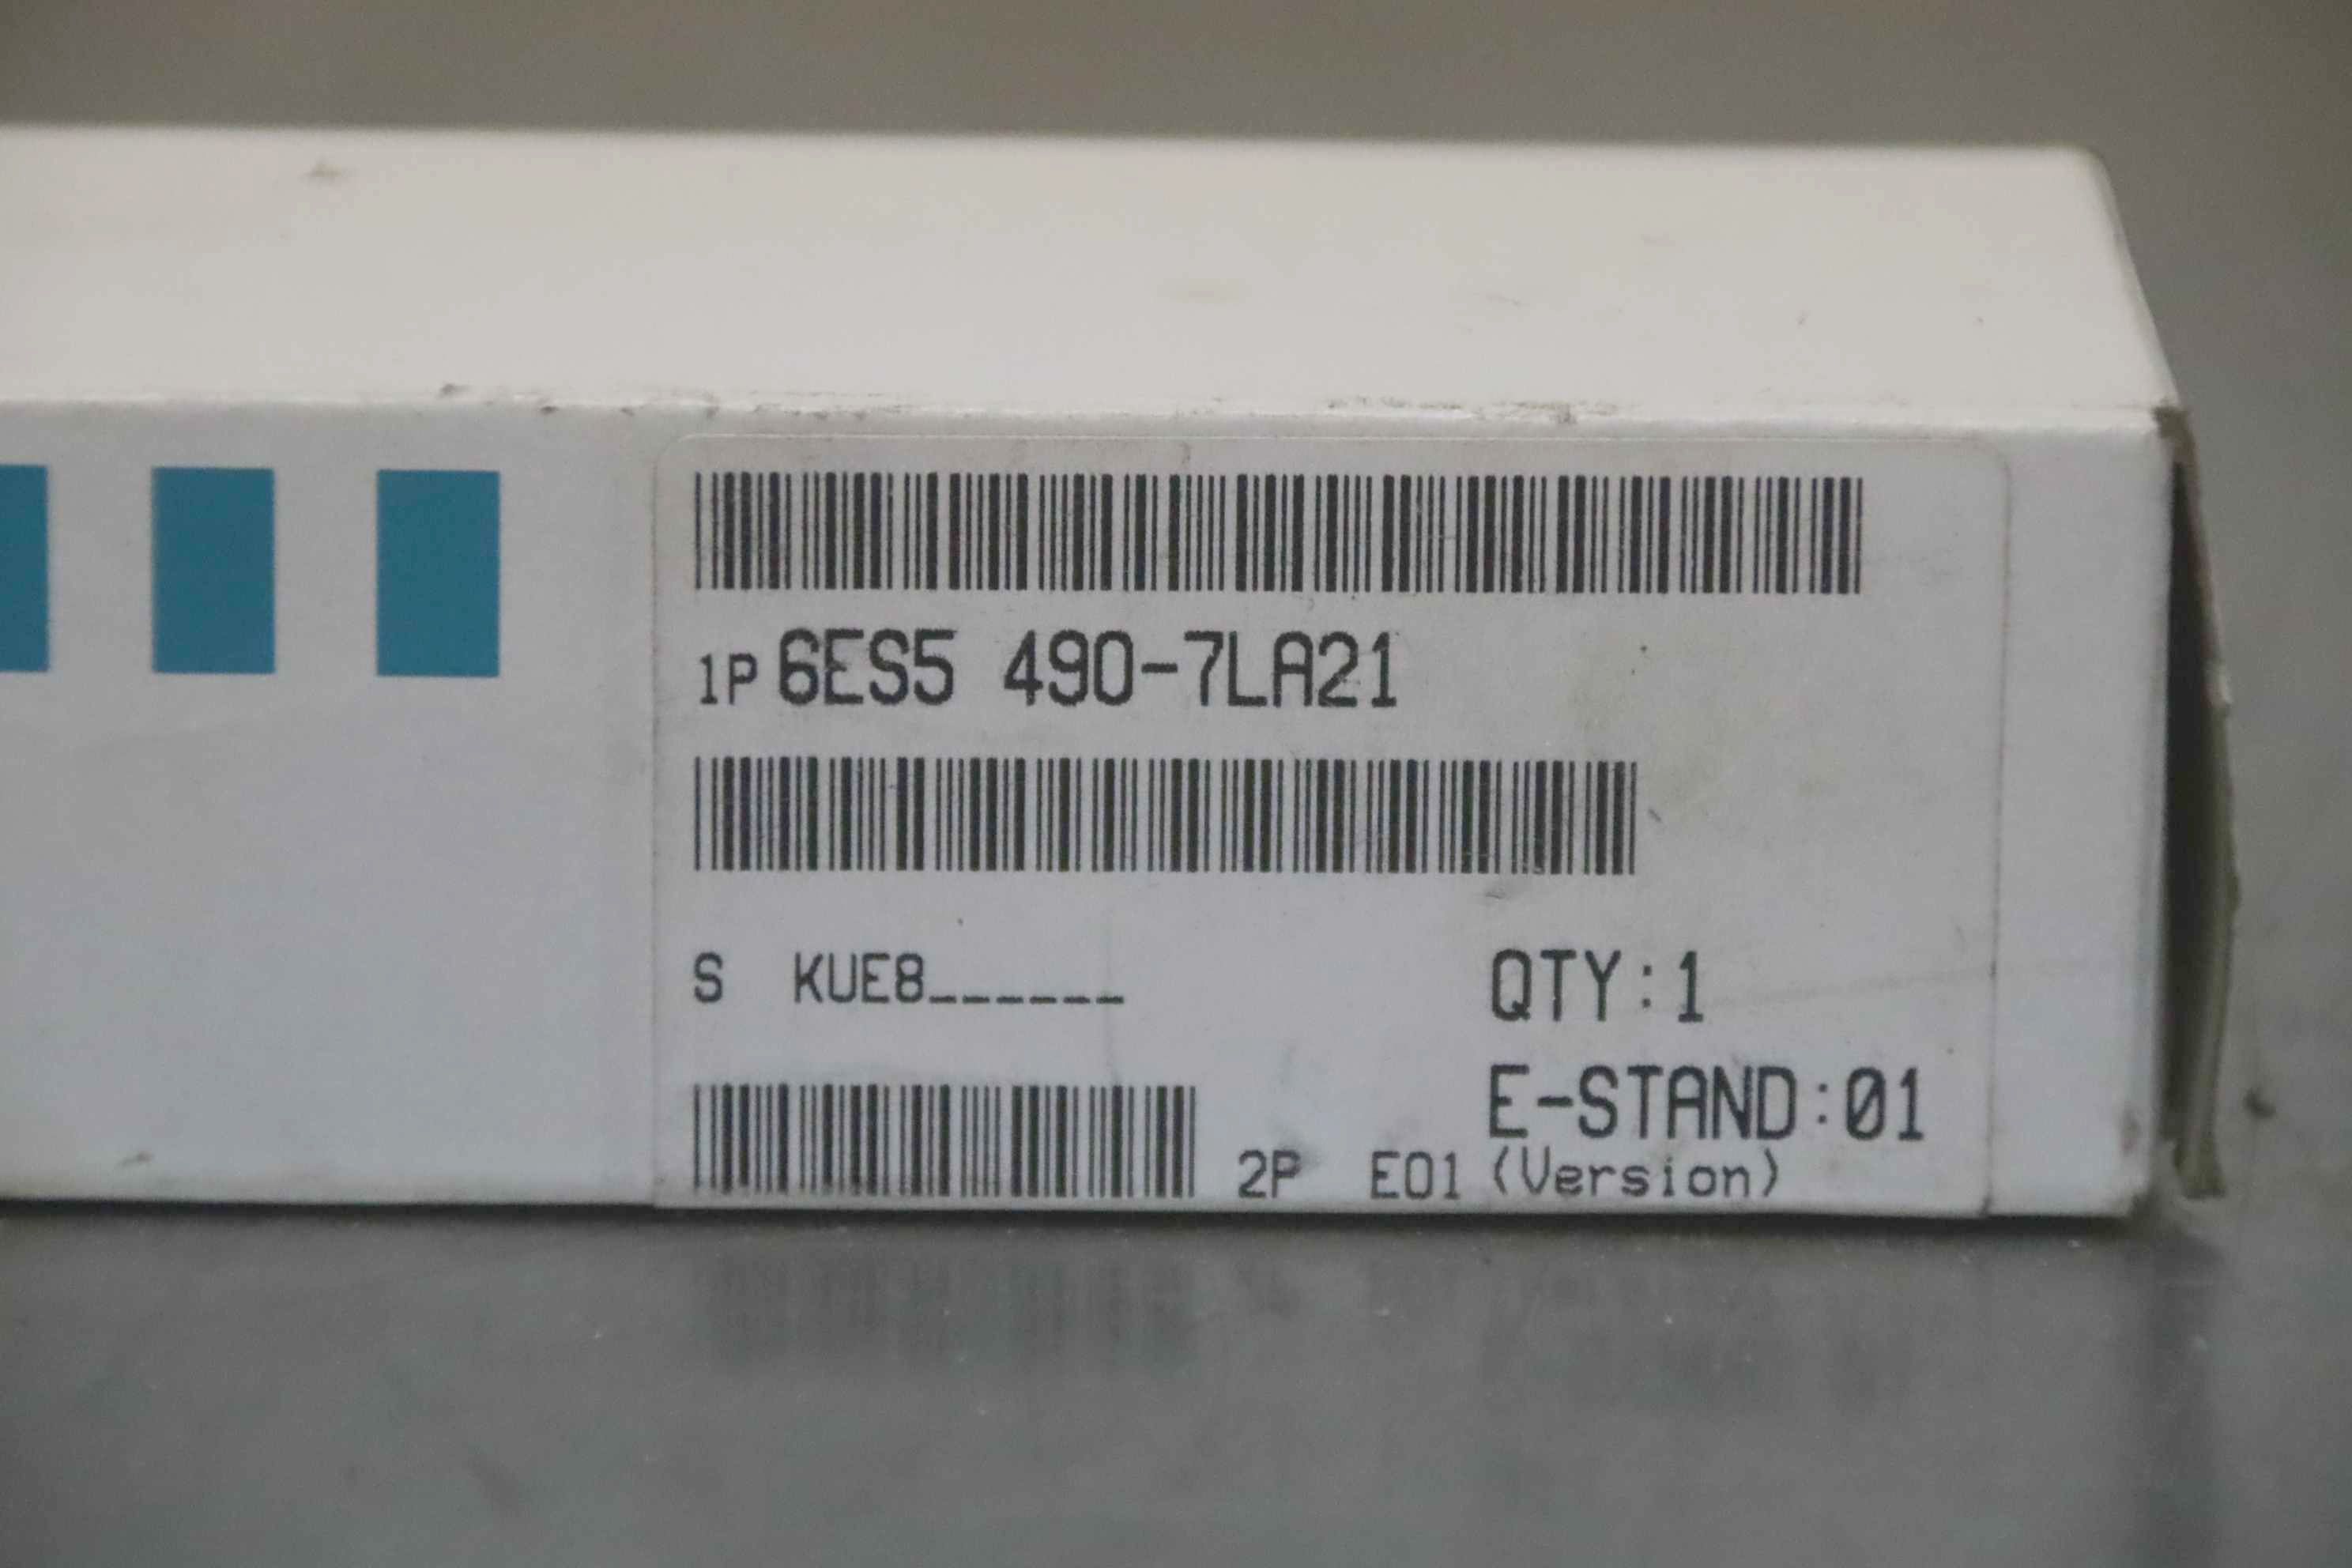 1P 6ES5 490-7LA21
S KUE8______ QTY:1
E-STAND:01
2P E01 (Version)